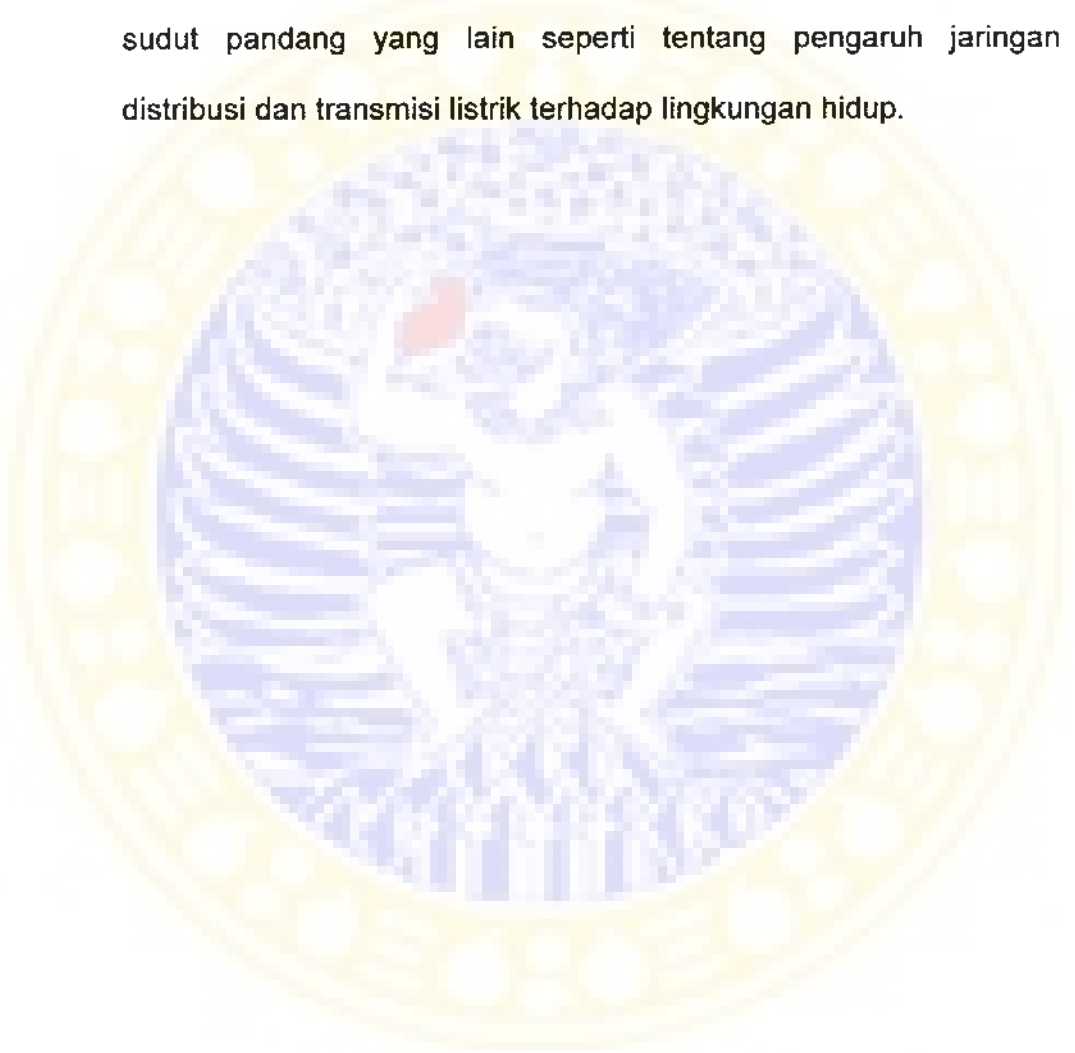 sudut pandang yang lain seperti tentang pengaruh jaringan
distribusi dan transmisi listrik terhadap lingkungan hidup.